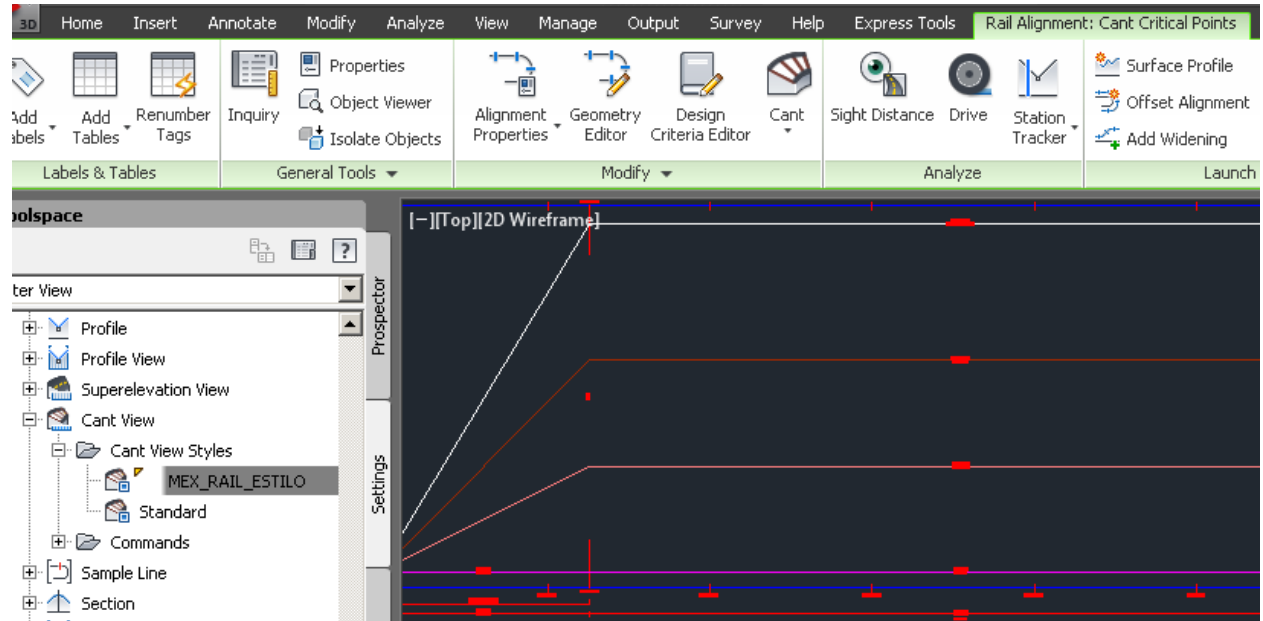 3D Home Insert Annotate Modify Analyze View Manage Output Survey Help Express Tools Rail Alignment: Cant Critical Points
Add Labels
Add Tables
Renumber Tags
Inquiry
Properties
Object Viewer
Isolate Objects
Alignment Properties
Geometry Editor
Design Criteria Editor
Cant
Sight Distance
Drive
Station Tracker
Surface Profile
Offset Alignment
Add Widening
Labels & Tables General Tools Modify Analyze Launch
oolspace
ter View
Prospector
Settings
Profile
Profile View
Superelevation View
Cant View
Cant View Styles
MEX_RAIL_ESTILO
Standard
Commands
Sample Line
Section
[−][Top][2D Wireframe]